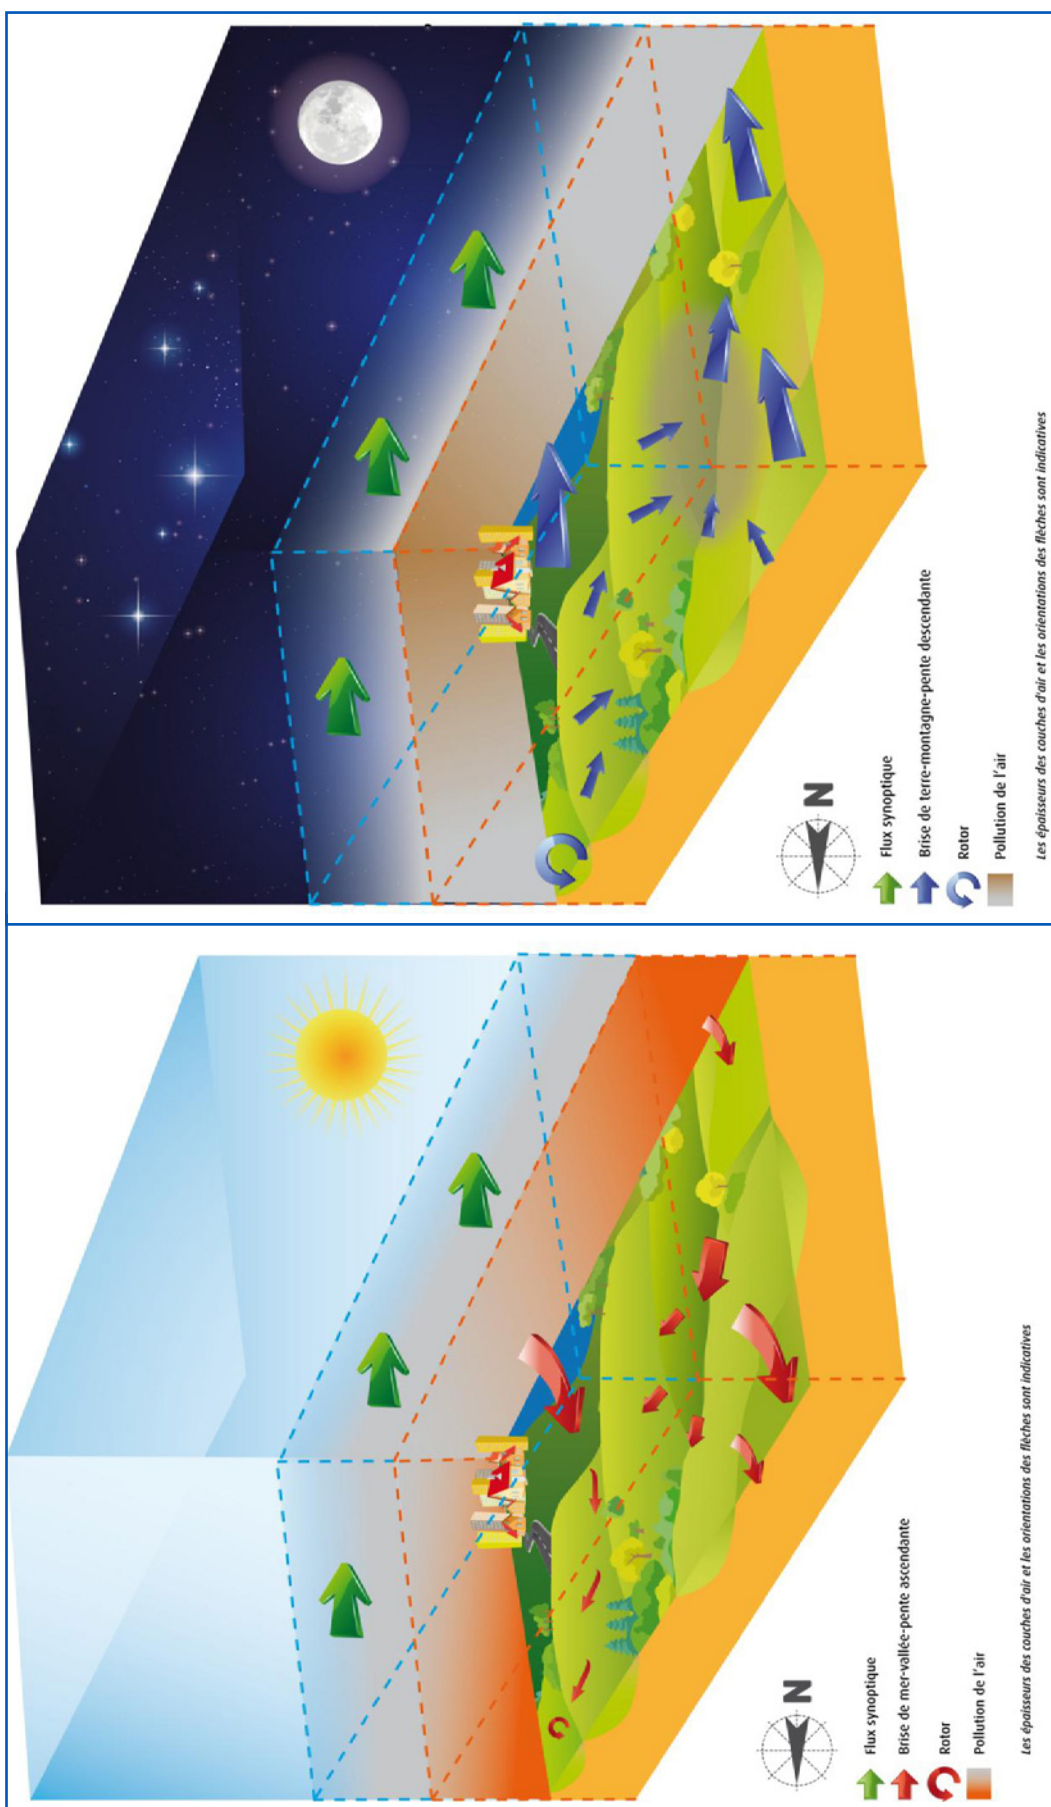 N
Flux synoptique
Brise de mer-vallée-pente ascendante
Rotor
Pollution de l'air
Les épaisseurs des couches d'air et les orientations des flèches sont indicatives
N
Flux synoptique
Brise de terre-montagne-pente descendante
Rotor
Pollution de l'air
Les épaisseurs des couches d'air et les orientations des flèches sont indicatives